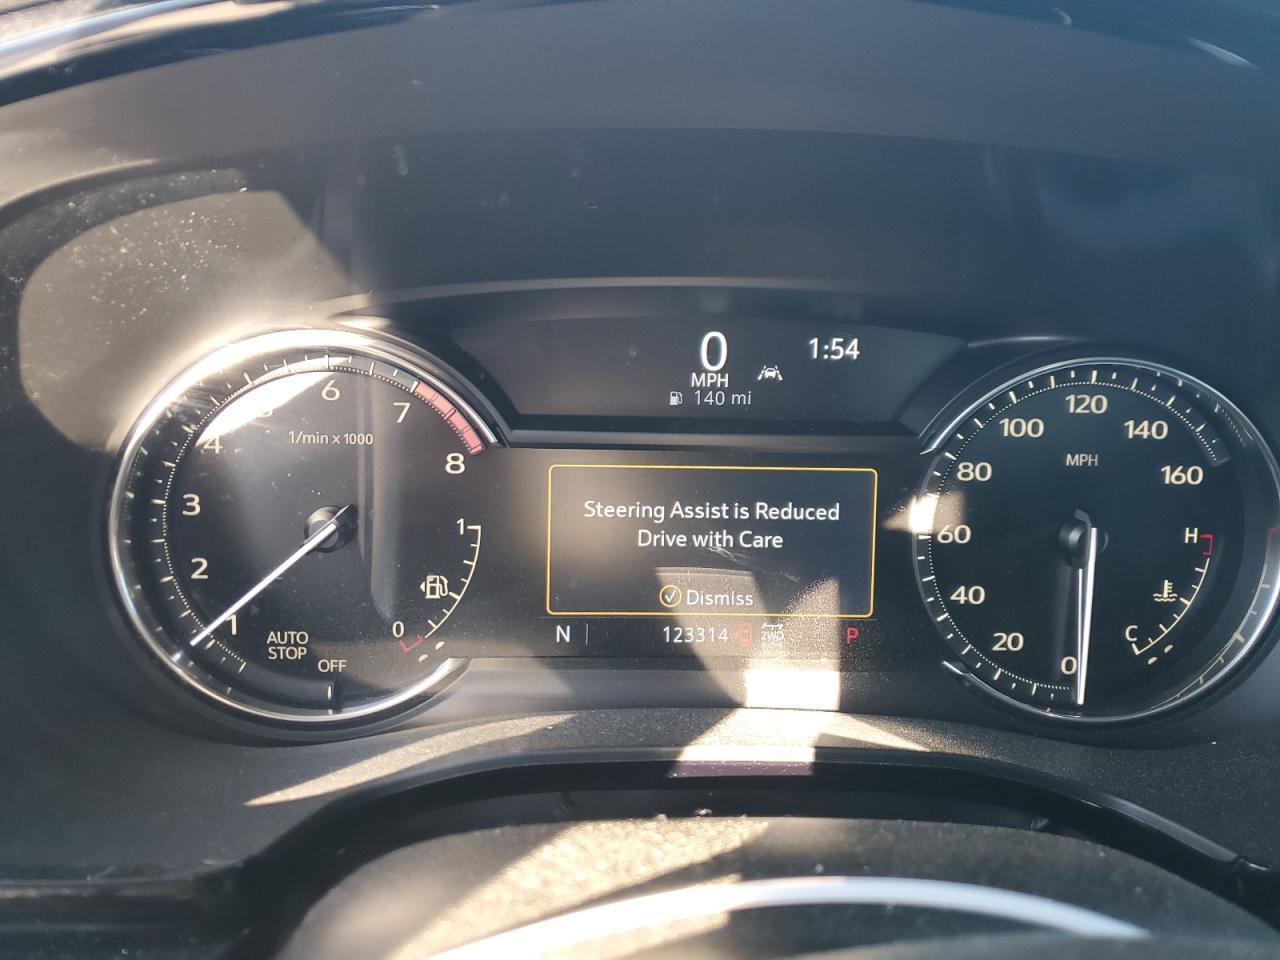 0
MPH
1:54
140 mi
1/min x 1000
1
2
3
4
5
6
7
8
AUTO
STOP
OFF
1
0
Steering Assist is Reduced
Drive with Care
Dismiss
N
123314
2WD
P
MPH
0
20
40
60
80
100
120
140
160
H
C